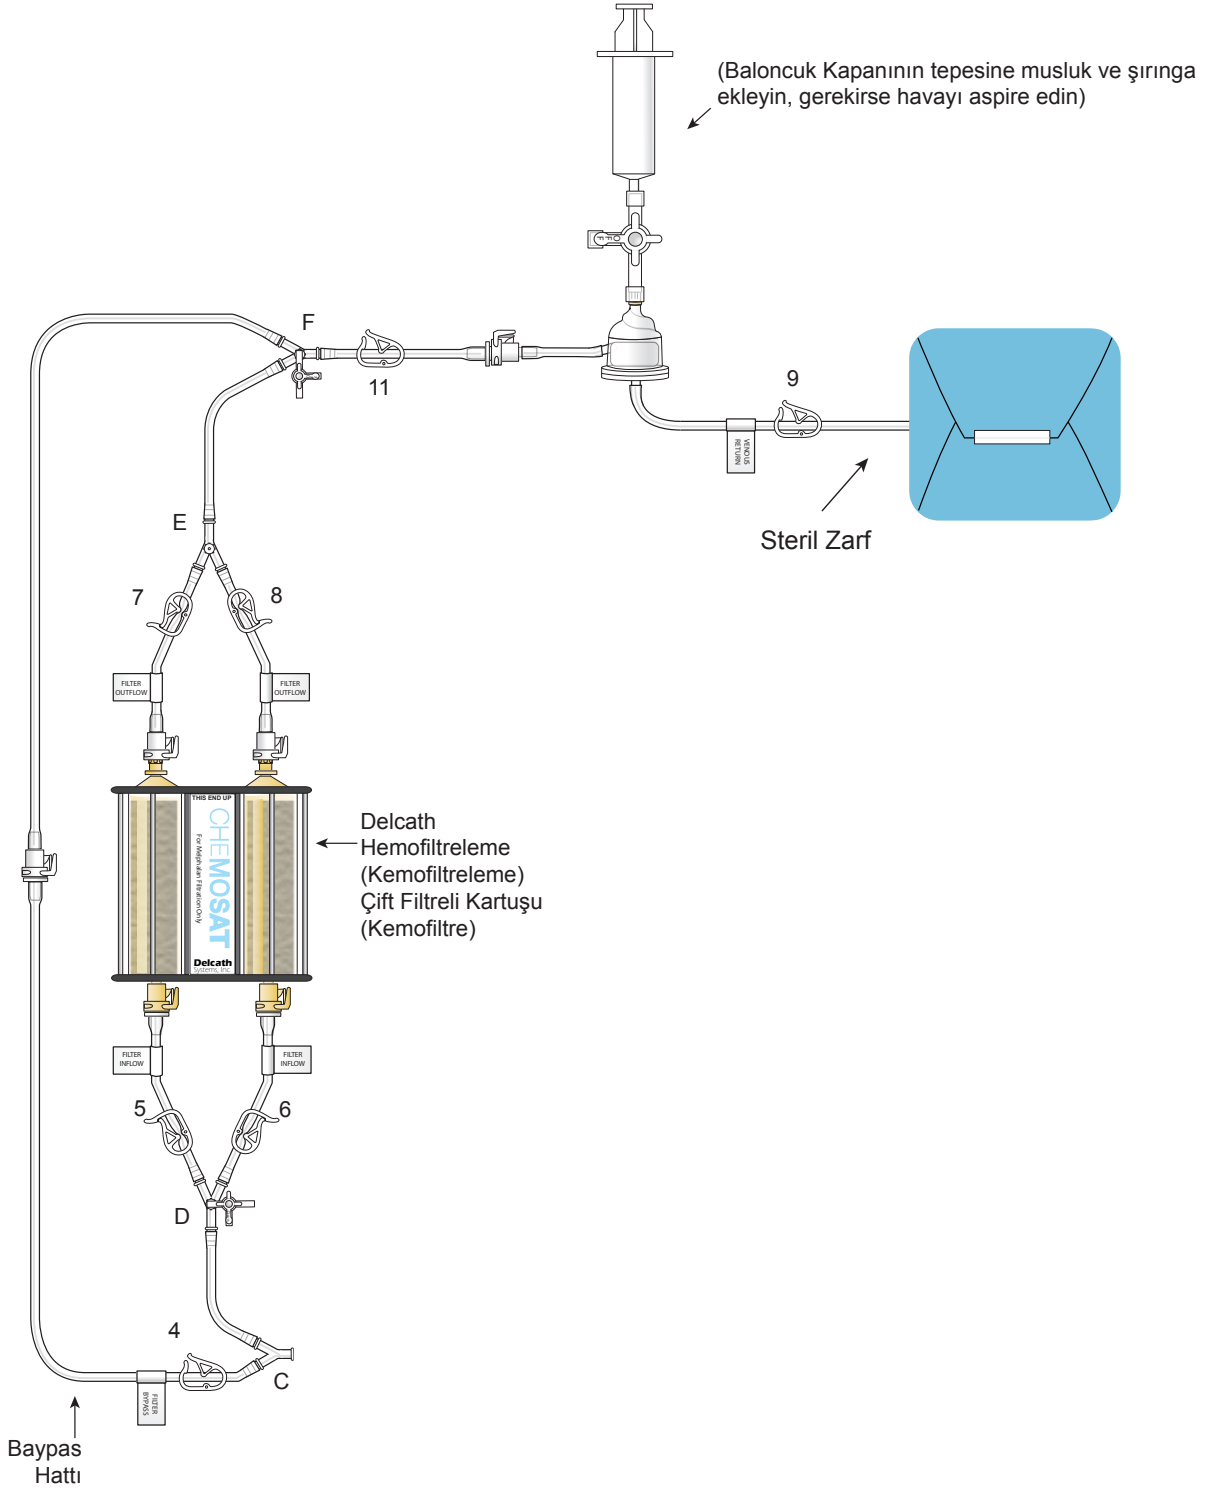 (Baloncuk Kapanının tepesine musluk ve şırınga
ekleyin, gerekirse havayı aspire edin)
OFF
F
11
9
VENOUS
RETURN
Steril Zarf
E
7
8
FILTER
OUTFLOW
FILTER
OUTFLOW
THIS END UP
CHEMOSAT
For Melphalan Filtration Only
Delcath
Systems, Inc.
Delcath
Hemofiltreleme
(Kemofiltreleme)
Çift Filtreli Kartuşu
(Kemofiltre)
FILTER
INFLOW
FILTER
INFLOW
5
6
D
4
C
FILTER
BYPASS
Baypas
Hattı